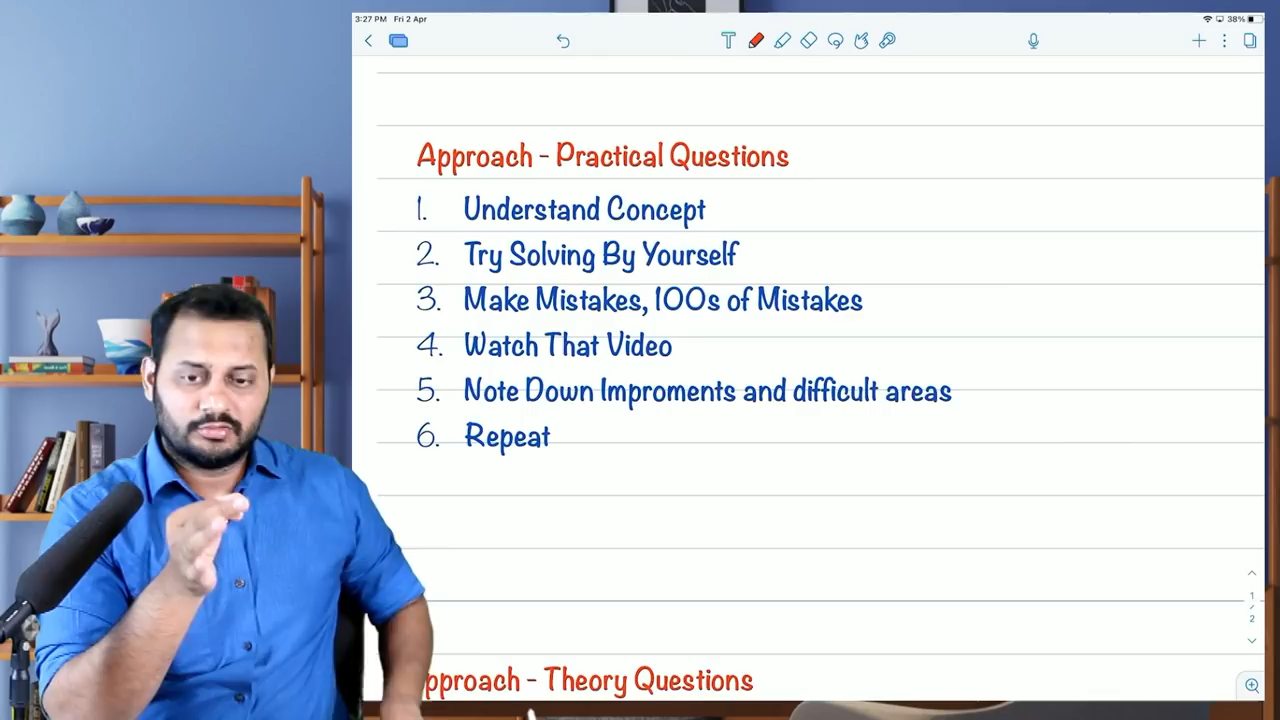 3:27 PM Fri 2 Apr 38%
Approach - Practical Questions
1. Understand Concept
2. Try Solving By Yourself
3. Make Mistakes, 100s of Mistakes
4. Watch That Video
5. Note Down Improments and difficult areas
6. Repeat
1
2
pproach - Theory Questions